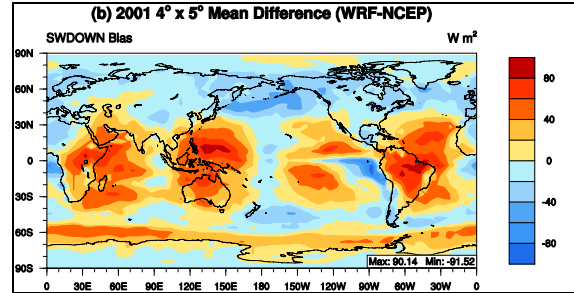 (b) 2001 4° x 5° Mean Difference (WRF-NCEP)
SWDOWN Bias W m²
90N
60N
30N
0
30S
60S
90S
80
40
0
-40
-80
Max: 90.14 Min: -91.52
0 30E 60E 90E 120E 150E 180 150W 120W 90W 60W 30W 0